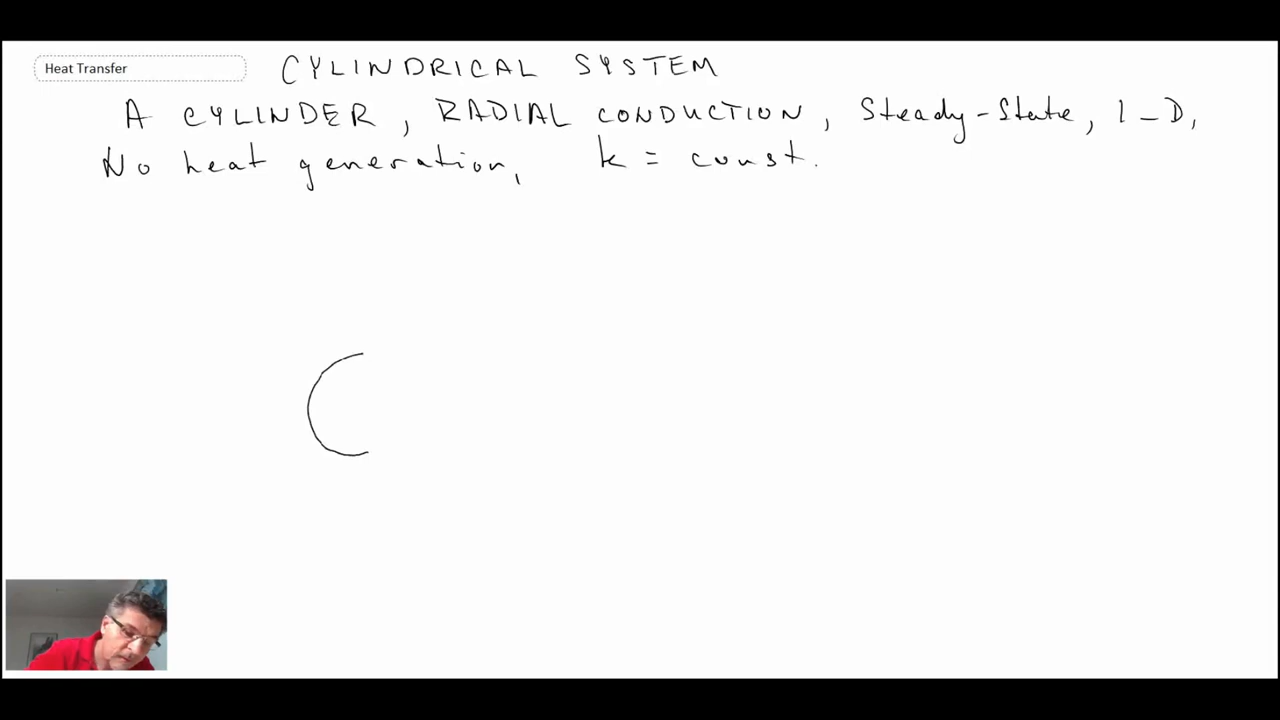 Heat Transfer
CYLINDRICAL SYSTEM
A CYLINDER, RADIAL CONDUCTION, Steady-State, 1-D,
No heat generation, k = const.